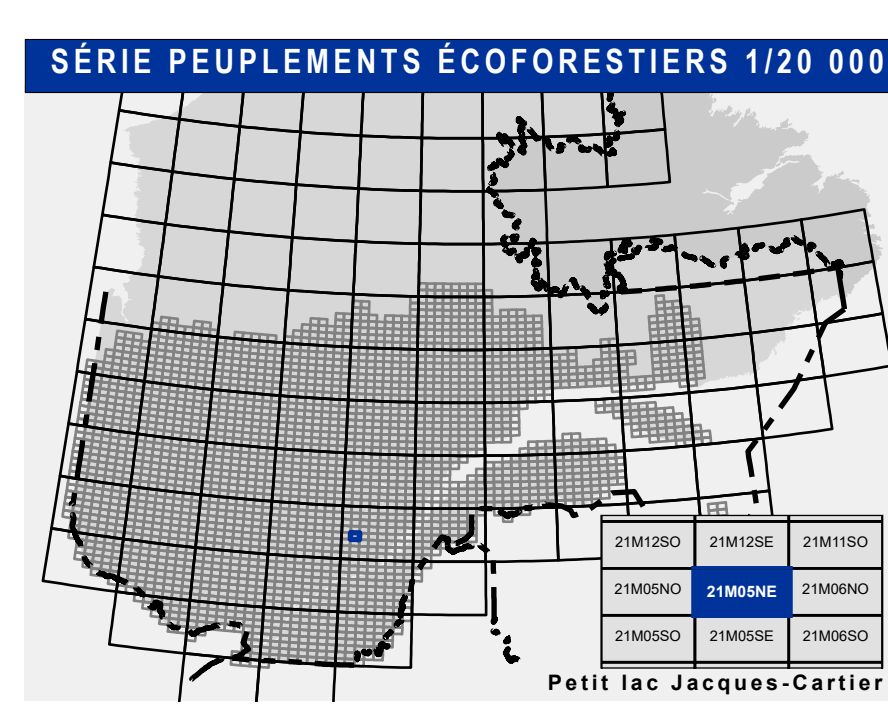 SÉRIE PEUPLEMENTS ÉCOFORESTIERS 1/20 000
21M12SO 21M12SE 21M11SO
21M05NO 21M05NE 21M06NO
21M05SO 21M05SE 21M06SO
Petit lac Jacques-Cartier